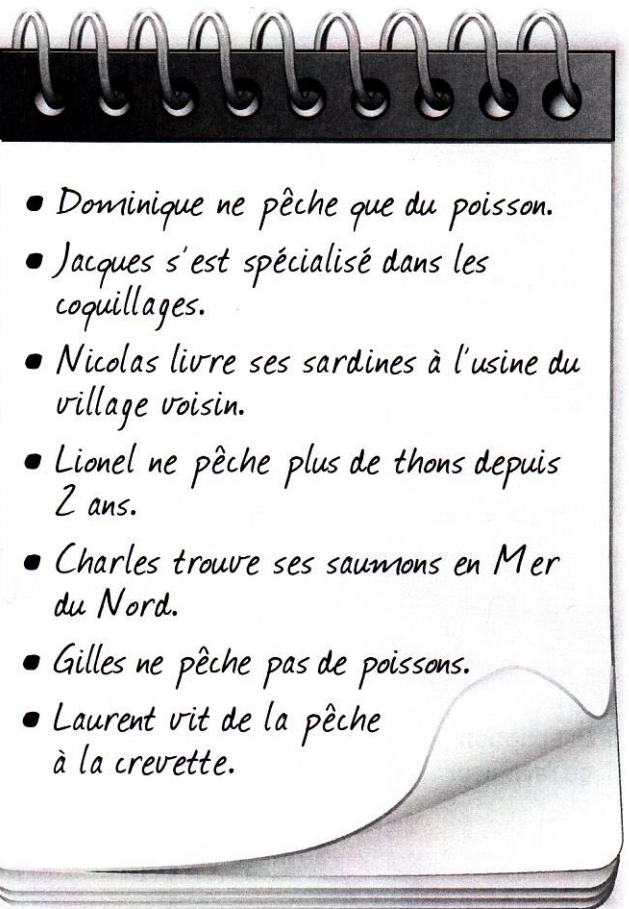 • Dominique ne pêche que du poisson.
• Jacques s'est spécialisé dans les
coquillages.
• Nicolas livre ses sardines à l'usine du
village voisin.
• Lionel ne pêche plus de thons depuis
2 ans.
• Charles trouve ses saumons en Mer
du Nord.
• Gilles ne pêche pas de poissons.
• Laurent vit de la pêche
à la crevette.